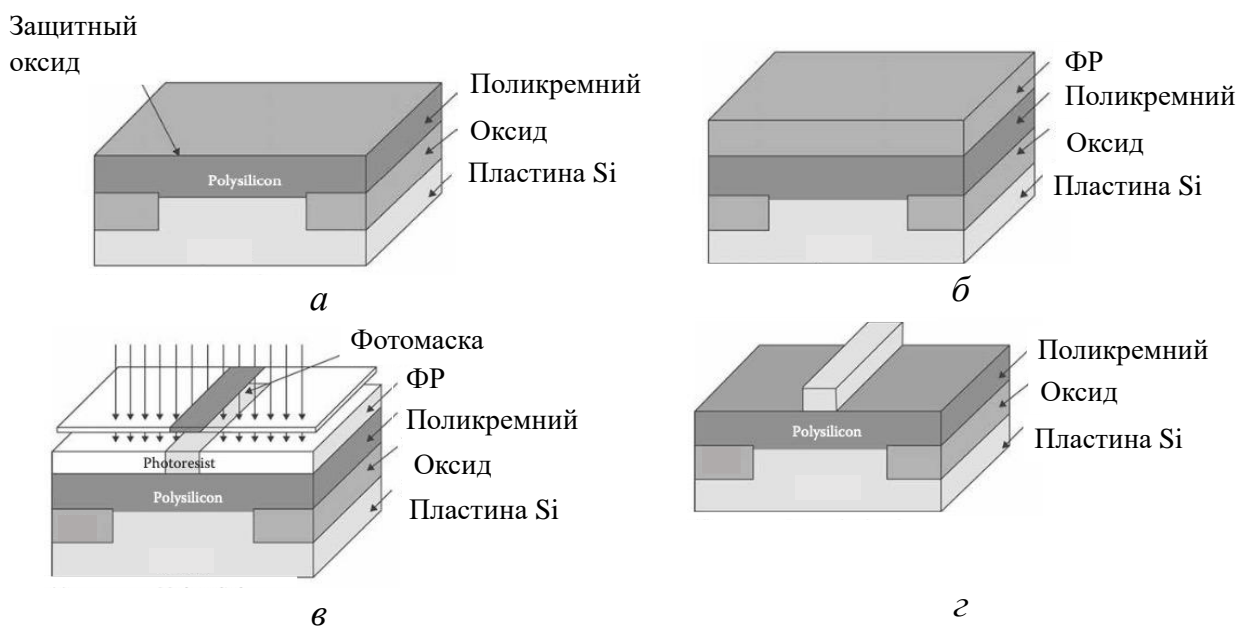 Защитный
оксид
Поликремний
Оксид
Пластина Si
Polysilicon
а
ФР
Поликремний
Оксид
Пластина Si
б
Фотомаска
ФР
Поликремний
Оксид
Пластина Si
Photoresist
Polysilicon
в
Поликремний
Оксид
Пластина Si
Polysilicon
г